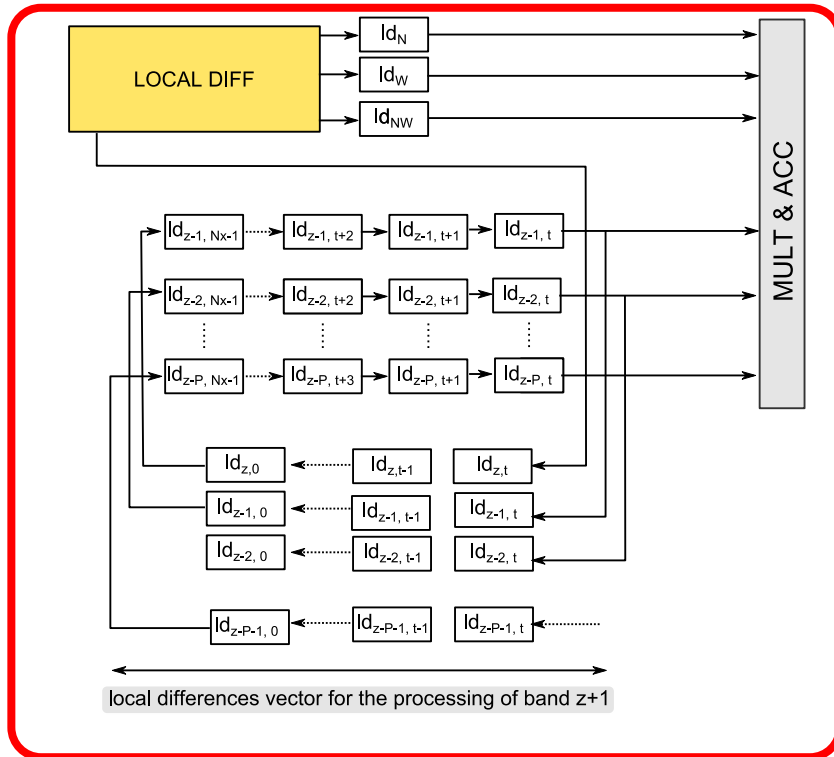 LOCAL DIFF
ld_N
ld_W
ld_NW
MULT & ACC
ld_z-1, Nx-1 ld_z-1, t+2 ld_z-1, t+1 ld_z-1, t
ld_z-2, Nx-1 ld_z-2, t+2 ld_z-2, t+1 ld_z-2, t
ld_z-P, Nx-1 ld_z-P, t+3 ld_z-P, t+1 ld_z-P, t
ld_z,0 ld_z,t-1 ld_z,t
ld_z-1, 0 ld_z-1, t-1 ld_z-1, t
ld_z-2, 0 ld_z-2, t-1 ld_z-2, t
ld_z-P-1, 0 ld_z-P-1, t-1 ld_z-P-1, t
local differences vector for the processing of band z+1